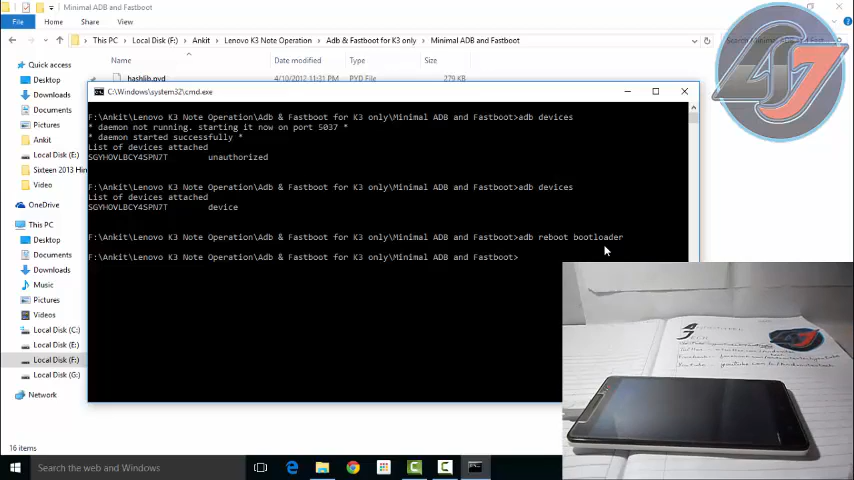 Minimal ADB and Fastboot
File
Home
Share
View
This PC
Local Disk (F:)
Ankit
Lenovo K3 Note Operation
Adb & Fastboot for K3 only
Minimal ADB and Fastboot
Name
Date modified
Type
Size
Quick access
hashlib.pyd
4/10/2012 11:31 PM
PYD File
279 KB
Desktop
Downloads
Documents
Pictures
Ankit
Local Disk (E:)
Sixteen 2013 Hin
Video
OneDrive
This PC
Desktop
Documents
Downloads
Music
Pictures
Videos
Local Disk (C:)
Local Disk (E:)
Local Disk (F:)
Local Disk (G:)
Network
16 items
C:\Windows\system32\cmd.exe
F:\Ankit\Lenovo K3 Note Operation\Adb & Fastboot for K3 only\Minimal ADB and Fastboot>adb devices
* daemon not running. starting it now on port 5037 *
* daemon started successfully *
List of devices attached
SGYHOVLBCY4SPN7T unauthorized
F:\Ankit\Lenovo K3 Note Operation\Adb & Fastboot for K3 only\Minimal ADB and Fastboot>adb devices
List of devices attached
SGYHOVLBCY4SPN7T device
F:\Ankit\Lenovo K3 Note Operation\Adb & Fastboot for K3 only\Minimal ADB and Fastboot>adb reboot bootloader
F:\Ankit\Lenovo K3 Note Operation\Adb & Fastboot for K3 only\Minimal ADB and Fastboot>
Search the web and Windows